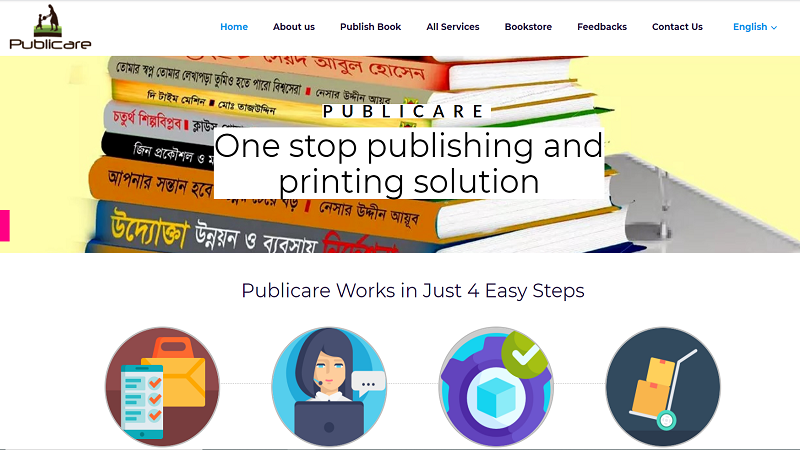 Publicare
Home
About us
Publish Book
All Services
Bookstore
Feedbacks
Contact Us
English
সৈয়দ আবুল হোসেন
তোমার স্বপ্ন তোমার লেখাপড়া তুমিও হতে পারো বিশ্বসেরা নেসার উদ্দীন আয়ূব
দি টাইম মেশিন মোঃ তাজউদ্দিন
চতুর্থ শিল্পবিপ্লব ক্লাউস
জিন প্রকৌশল ও
আপনার সন্তান হবে নেসার উদ্দীন আয়ূব
উদ্যোক্তা উন্নয়ন ও ব্যবসায় নির্দেশনা
PUBLICARE
One stop publishing and
printing solution
Publicare Works in Just 4 Easy Steps